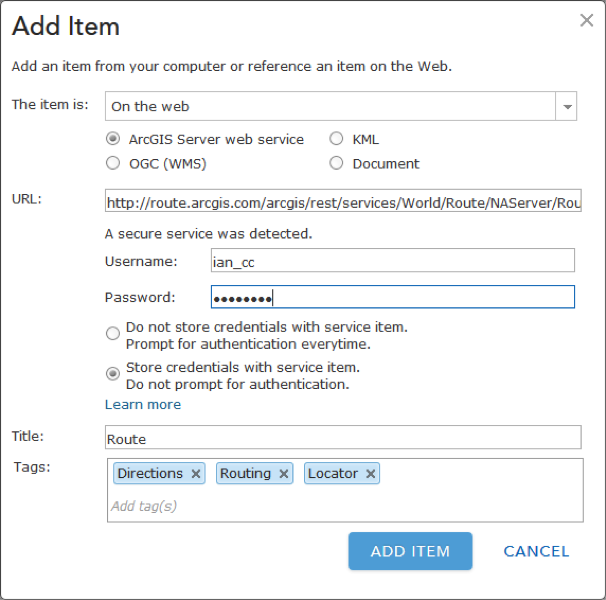 Add Item
Add an item from your computer or reference an item on the Web.
The item is: On the web
ArcGIS Server web service KML
OGC (WMS) Document
URL: http://route.arcgis.com/arcgis/rest/services/World/Route/NAServer/Rou
A secure service was detected.
Username: ian_cc
Password: ●●●●●●●●
Do not store credentials with service item.
Prompt for authentication everytime.
Store credentials with service item.
Do not prompt for authentication.
Learn more
Title: Route
Tags: Directions × Routing × Locator ×
Add tag(s)
ADD ITEM CANCEL